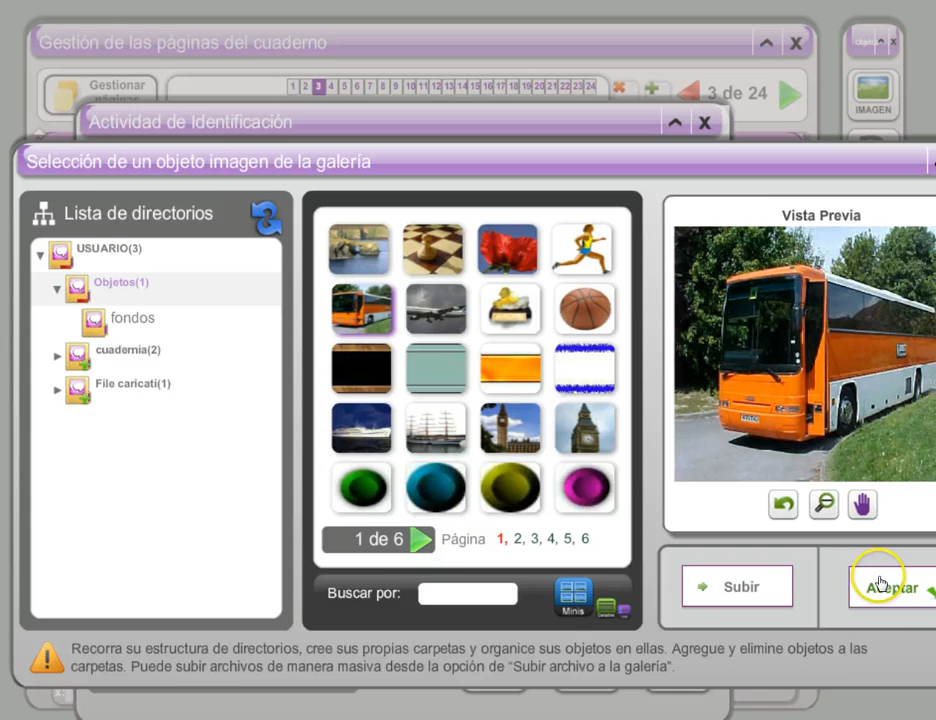 Gestión de las páginas del cuaderno
Gestionar
páginas
1 2 3 4 5 6 7 8 9 10 11 12 13 14 15 16 17 18 19 20 21 22 23 24
3 de 24
IMAGEN
Actividad de Identificación
Selección de un objeto imagen de la galería
Lista de directorios
USUARIO(3)
Objetos(1)
fondos
cuadernia(2)
File caricati(1)
1 de 6
Página 1, 2, 3, 4, 5, 6
Buscar por:
Minis
Vista Previa
Subir
Aceptar
Recorra su estructura de directorios, cree sus propias carpetas y organice sus objetos en ellas. Agregue y elimine objetos a las
carpetas. Puede subir archivos de manera masiva desde la opción de “Subir archivo a la galería”.